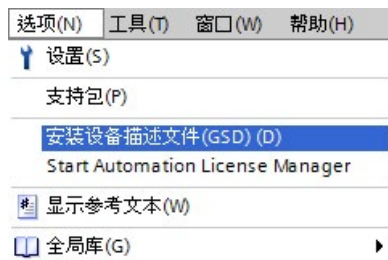 选项(N) 工具(T) 窗口(W) 帮助(H)
设置(S)
支持包(P)
安装设备描述文件(GSD) (D)
Start Automation License Manager
显示参考文本(W)
全局库(G)